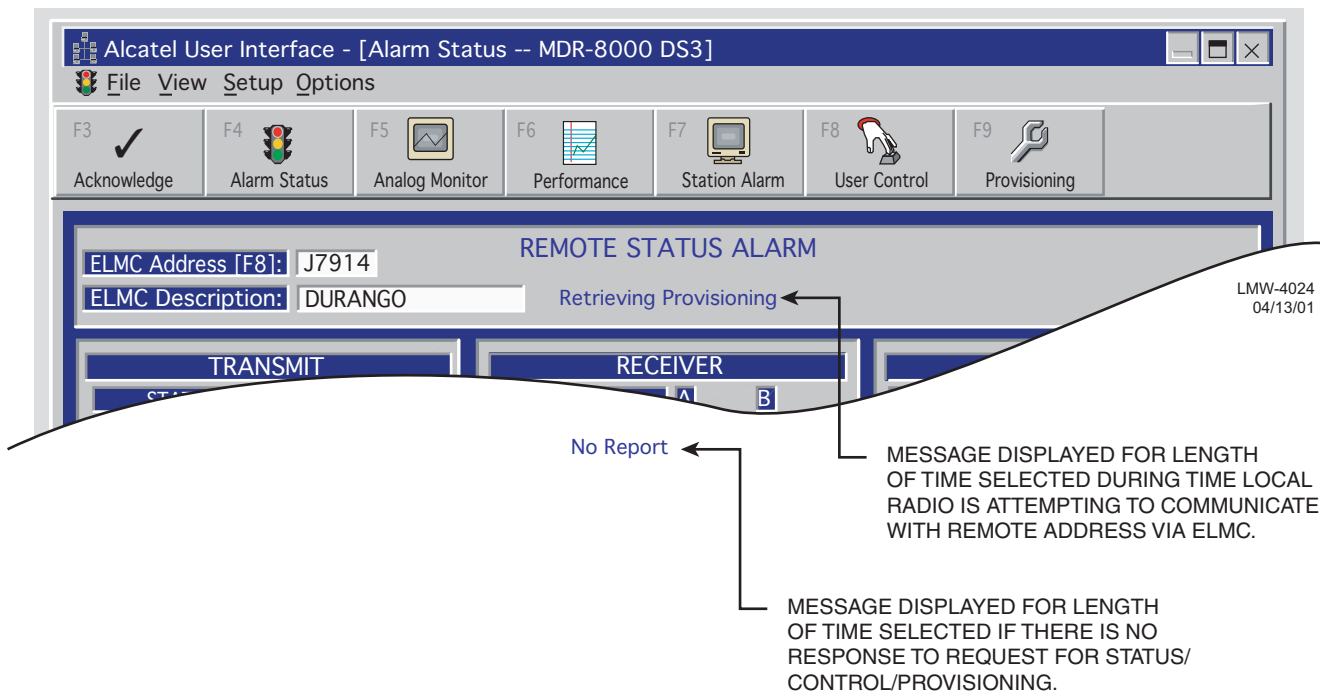 Alcatel User Interface - [Alarm Status -- MDR-8000 DS3]
File View Setup Options
F3 Acknowledge
F4 Alarm Status
F5 Analog Monitor
F6 Performance
F7 Station Alarm
F8 User Control
F9 Provisioning
REMOTE STATUS ALARM
ELMC Address [F8]: J7914
ELMC Description: DURANGO
Retrieving Provisioning
LMW-4024
04/13/01
TRANSMIT
RECEIVER
A B
No Report
MESSAGE DISPLAYED FOR LENGTH
OF TIME SELECTED DURING TIME LOCAL
RADIO IS ATTEMPTING TO COMMUNICATE
WITH REMOTE ADDRESS VIA ELMC.
MESSAGE DISPLAYED FOR LENGTH
OF TIME SELECTED IF THERE IS NO
RESPONSE TO REQUEST FOR STATUS/
CONTROL/PROVISIONING.